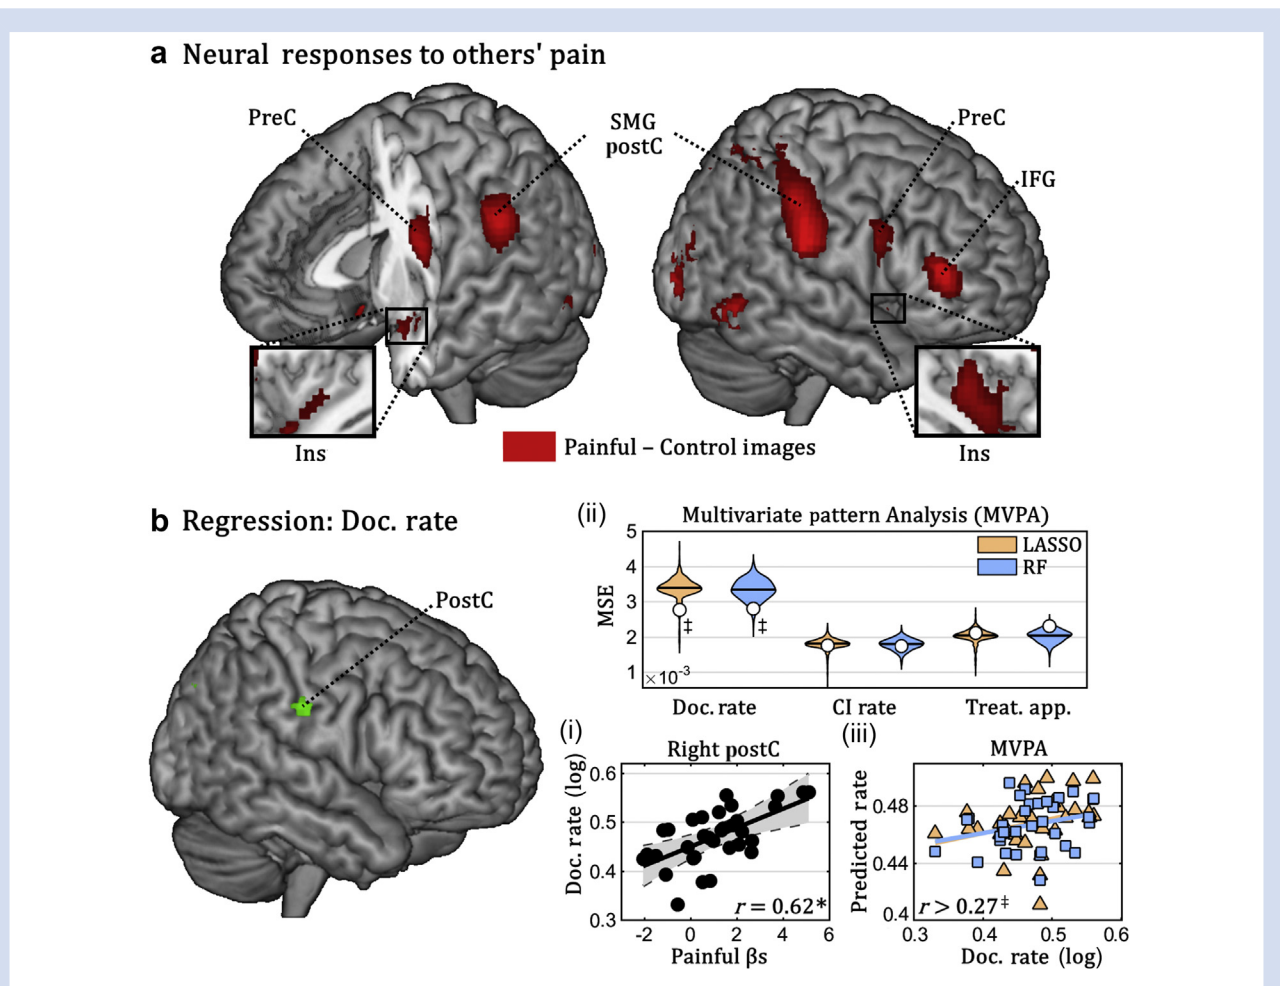 a Neural responses to others' pain
PreC
SMG
postC
PreC
IFG
Ins
Painful – Control images
Ins
b Regression: Doc. rate
PostC
(ii)
Multivariate pattern Analysis (MVPA)
LASSO
RF
MSE
5
4
3
2
1
×10⁻³
‡
‡
Doc. rate
CI rate
Treat. app.
(i)
Right postC
Doc. rate (log)
0.6
0.5
0.4
0.3
r = 0.62*
-2 0 2 4 6
Painful βs
(iii)
MVPA
Predicted rate
0.48
0.44
0.4
r > 0.27‡
0.3 0.4 0.5 0.6
Doc. rate (log)